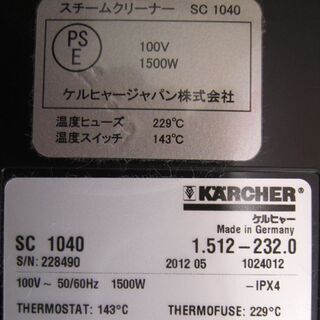 スチームクリーナー SC 1040
PS
E
100V
1500W
ケルヒャージャパン株式会社
温度ヒューズ 229℃
温度スイッチ 143℃
KÄRCHER
ケルヒャー
Made in Germany
SC 1040 1.512-232.0
S/N: 228490 2012 05 1024012
100V~ 50/60Hz 1500W -IPX4
THERMOSTAT: 143°C THERMOFUSE: 229°C